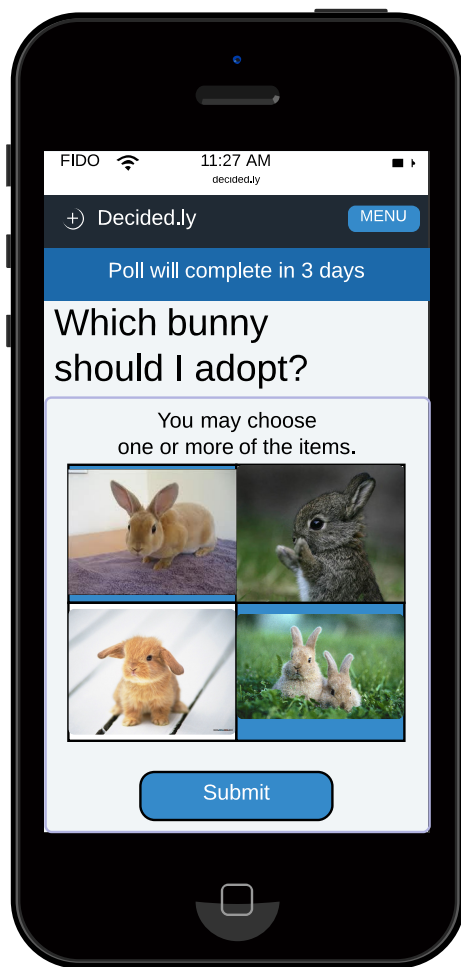 FIDO 11:27 AM
decided.ly
Decided.ly MENU
Poll will complete in 3 days
Which bunny
should I adopt?
You may choose
one or more of the items.
Submit